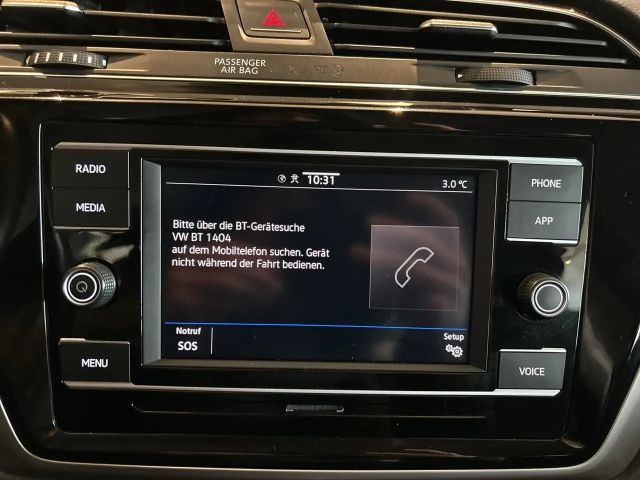 PASSENGER
AIR BAG
RADIO
MEDIA
MENU
10:31
3.0 °C
Bitte über die BT-Gerätesuche
VW BT 1404
auf dem Mobiltelefon suchen. Gerät
nicht während der Fahrt bedienen.
Notruf
SOS
Setup
PHONE
APP
VOICE